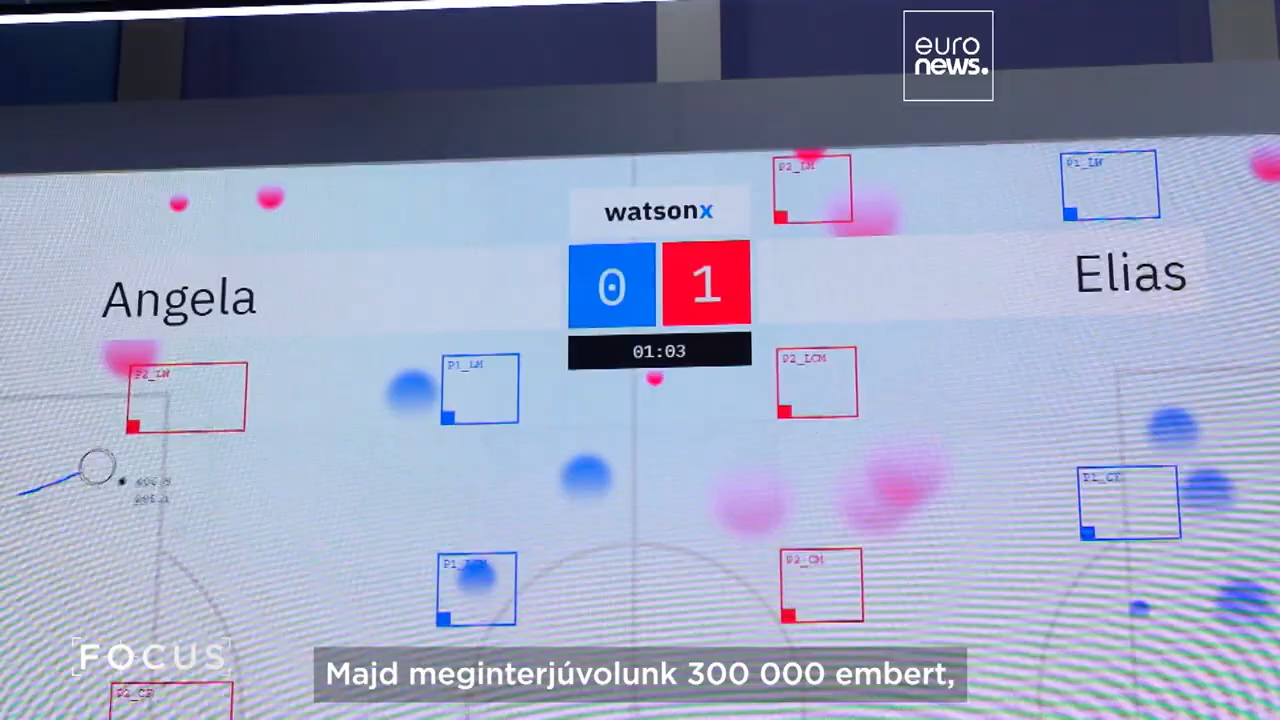 euro
news.
P2_LM
P1_LW
watsonx
Angela
0
1
Elias
01:03
P2_LW
P1_LM
P2_LCM
P2_CM
FOCUS
Majd meginterjúvolunk 300 000 embert,